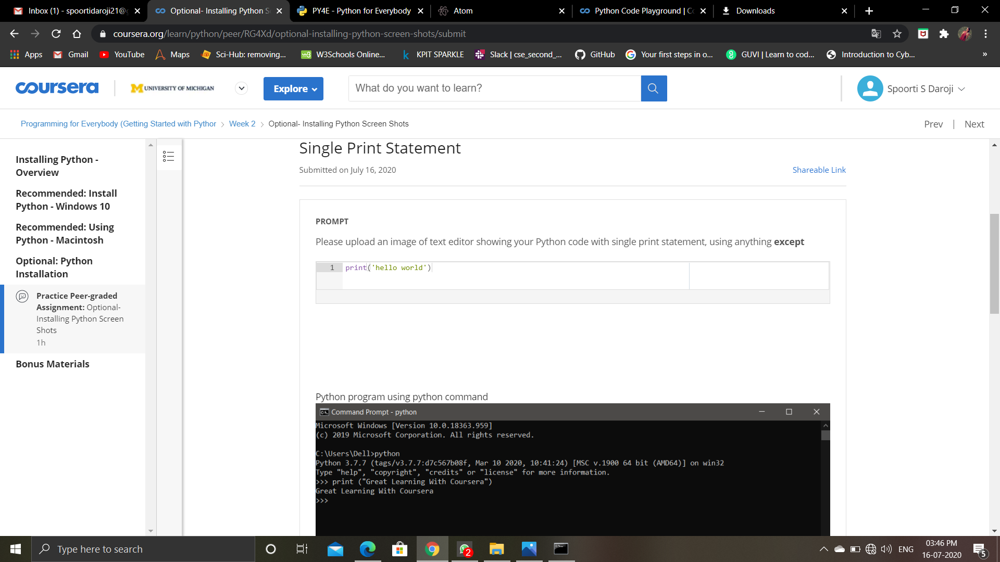 Inbox (1) - spoortidaroji21@g
Optional- Installing Python S
PY4E - Python for Everybody
Atom
Python Code Playground | Co
Downloads
coursera.org/learn/python/peer/RG4Xd/optional-installing-python-screen-shots/submit
Apps
Gmail
YouTube
Maps
Sci-Hub: removing...
W3Schools Online...
KPIT SPARKLE
Slack | cse_second_...
GitHub
Your first steps in o...
GUVI | Learn to cod...
Introduction to Cyb...
»
coursera
M UNIVERSITY OF MICHIGAN
Explore
What do you want to learn?
Spoorti S Daroji
Programming for Everybody (Getting Started with Python
Week 2
Optional- Installing Python Screen Shots
Prev | Next
Installing Python -
Overview
Recommended: Install
Python - Windows 10
Recommended: Using
Python - Macintosh
Optional: Python
Installation
Practice Peer-graded
Assignment: Optional-
Installing Python Screen
Shots
1h
Bonus Materials
Single Print Statement
Submitted on July 16, 2020
Shareable Link
PROMPT
Please upload an image of text editor showing your Python code with single print statement, using anything except
1 print('hello world')
Python program using python command
Command Prompt - python
Microsoft Windows [Version 10.0.18363.959]
(c) 2019 Microsoft Corporation. All rights reserved.
C:\Users\Dell>python
Python 3.7.7 (tags/v3.7.7:d7c567b08f, Mar 10 2020, 10:41:24) [MSC v.1900 64 bit (AMD64)] on win32
Type "help", "copyright", "credits" or "license" for more information.
>>> print ("Great Learning With Coursera")
Great Learning With Coursera
>>>
Type here to search
2
ENG
03:46 PM
16-07-2020
5